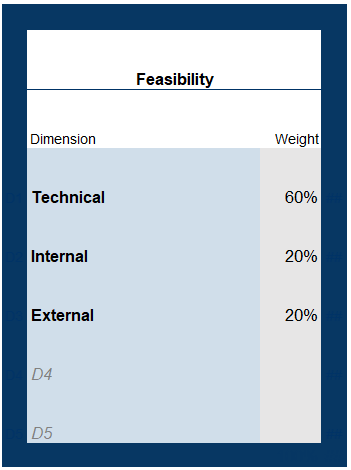 Feasibility
Dimension Weight
Technical 60%
Internal 20%
External 20%
D4
D5